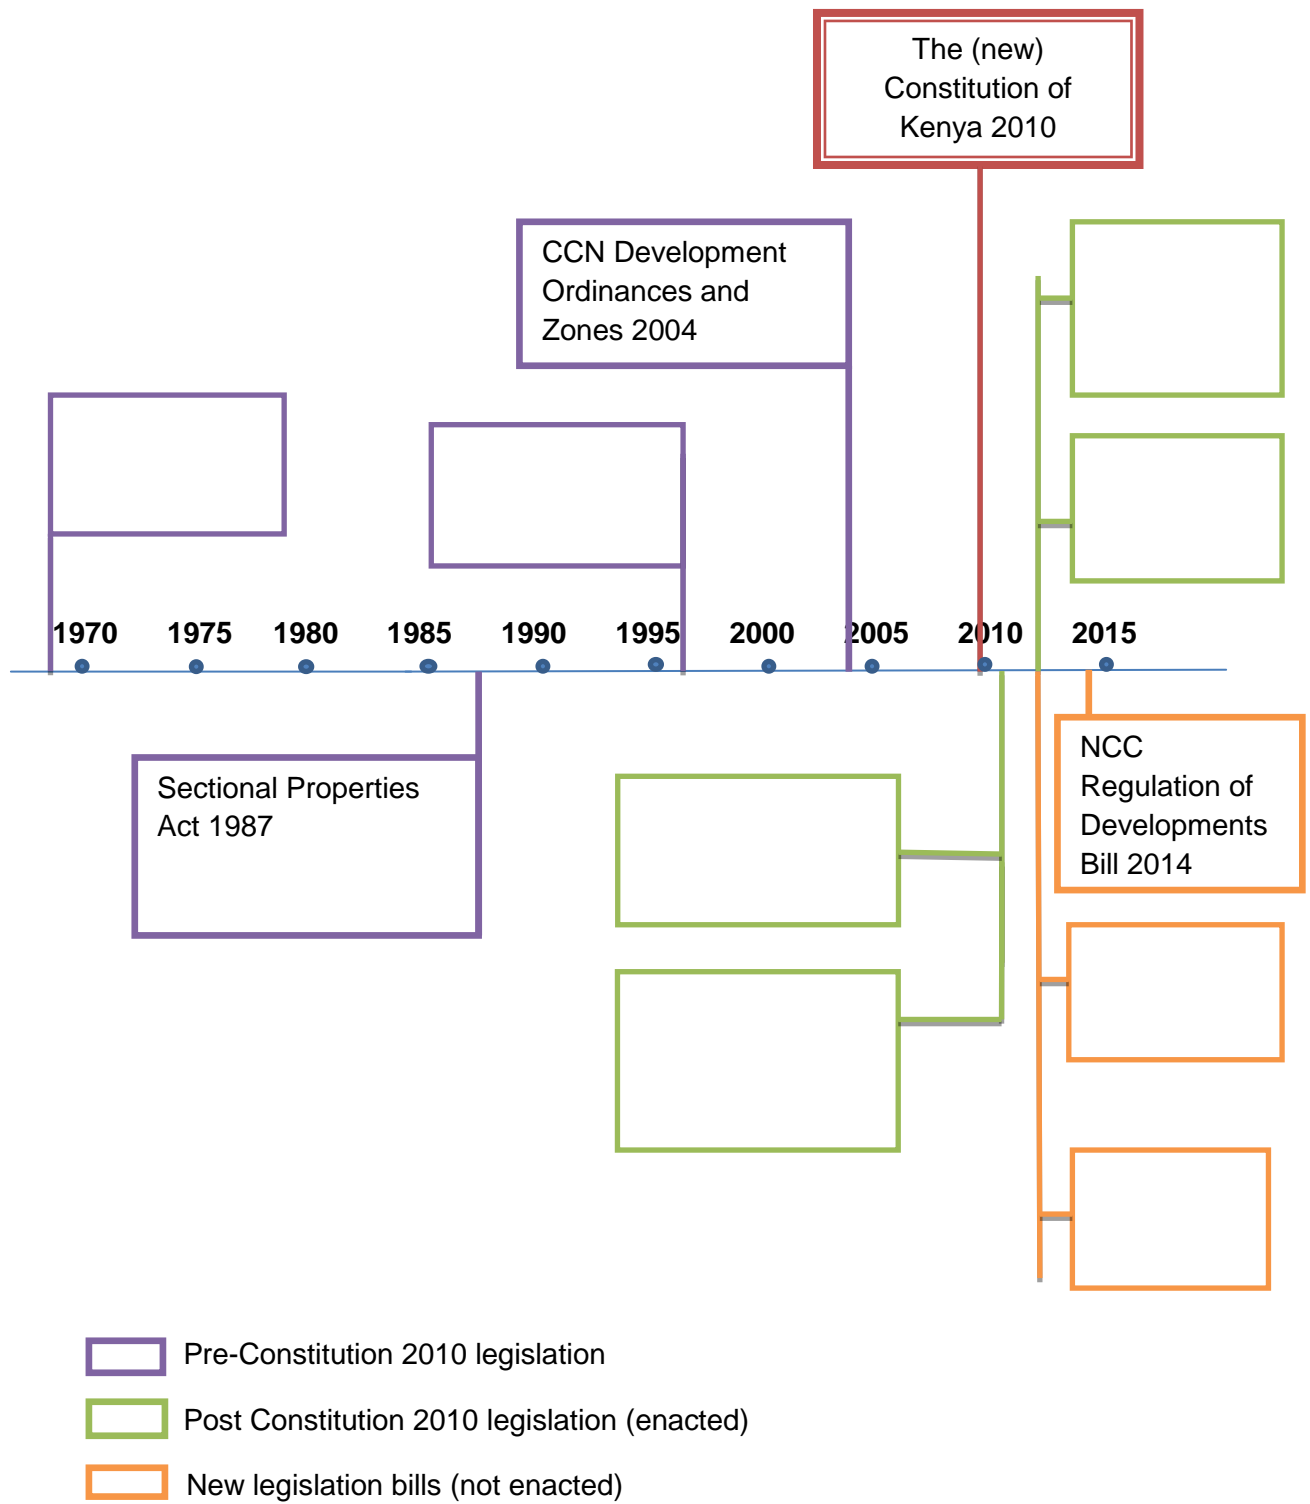 The (new)
Constitution of
Kenya 2010
CCN Development
Ordinances and
Zones 2004
1970 1975 1980 1985 1990 1995 2000 2005 2010 2015
Sectional Properties
Act 1987
NCC
Regulation of
Developments
Bill 2014
Pre-Constitution 2010 legislation
Post Constitution 2010 legislation (enacted)
New legislation bills (not enacted)